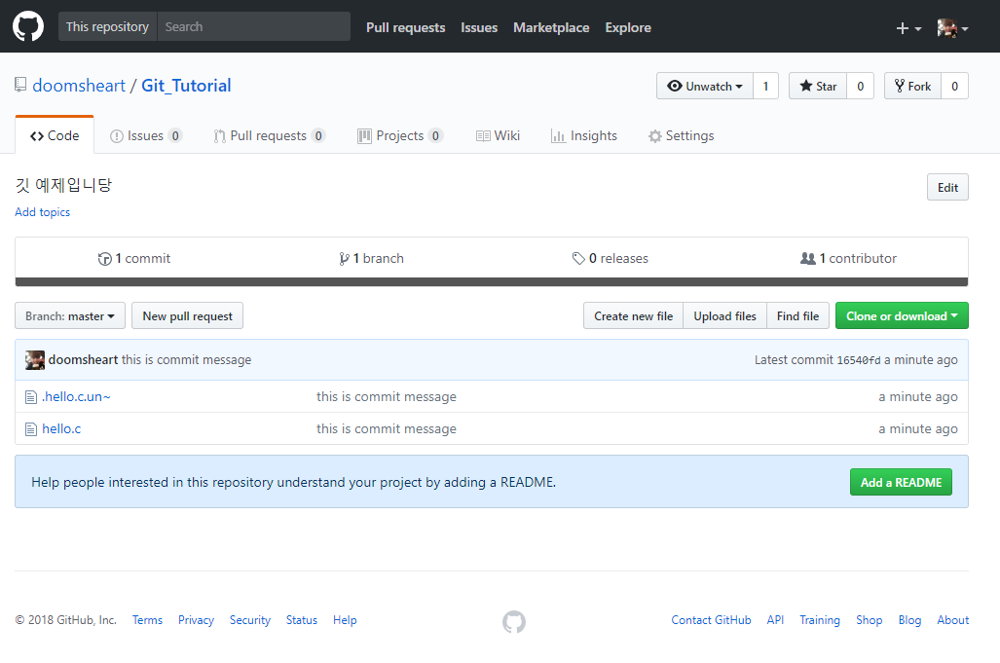 This repository Search Pull requests Issues Marketplace Explore
doomsheart / Git_Tutorial Unwatch 1 Star 0 Fork 0
Code Issues 0 Pull requests 0 Projects 0 Wiki Insights Settings
깃 예제입니당 Edit
Add topics
1 commit 1 branch 0 releases 1 contributor
Branch: master New pull request Create new file Upload files Find file Clone or download
doomsheart this is commit message Latest commit 16540fd a minute ago
.hello.c.un~ this is commit message a minute ago
hello.c this is commit message a minute ago
Help people interested in this repository understand your project by adding a README. Add a README
© 2018 GitHub, Inc. Terms Privacy Security Status Help Contact GitHub API Training Shop Blog About